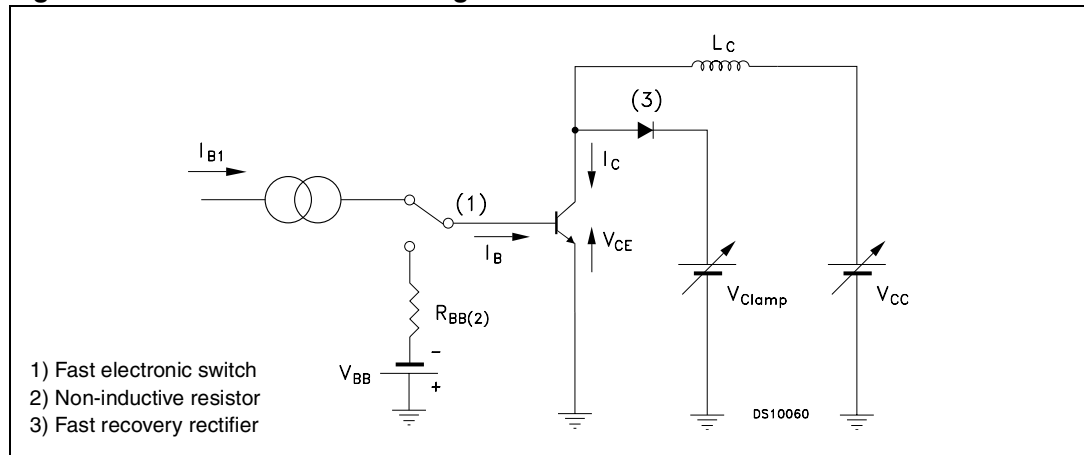 L_C
(3)
I_B1
I_C
(1)
I_B
V_CE
V_Clamp
V_CC
R_BB(2)
−
V_BB
+
1) Fast electronic switch
2) Non-inductive resistor
3) Fast recovery rectifier
DS10060